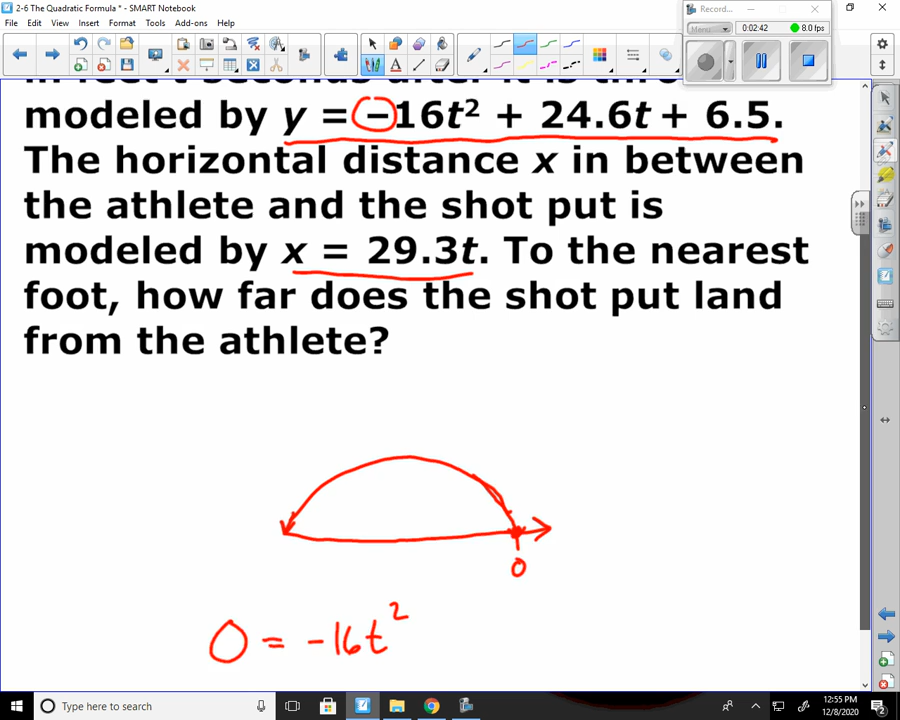 2-6 The Quadratic Formula * - SMART Notebook
File Edit View Insert Format Tools Add-ons Help
Record...
Menu 0:02:42 8.0 fps
modeled by y = −16t² + 24.6t + 6.5.
The horizontal distance x in between
the athlete and the shot put is
modeled by x = 29.3t. To the nearest
foot, how far does the shot put land
from the athlete?
0
0 = -16t²
Type here to search
12:55 PM
12/8/2020
2